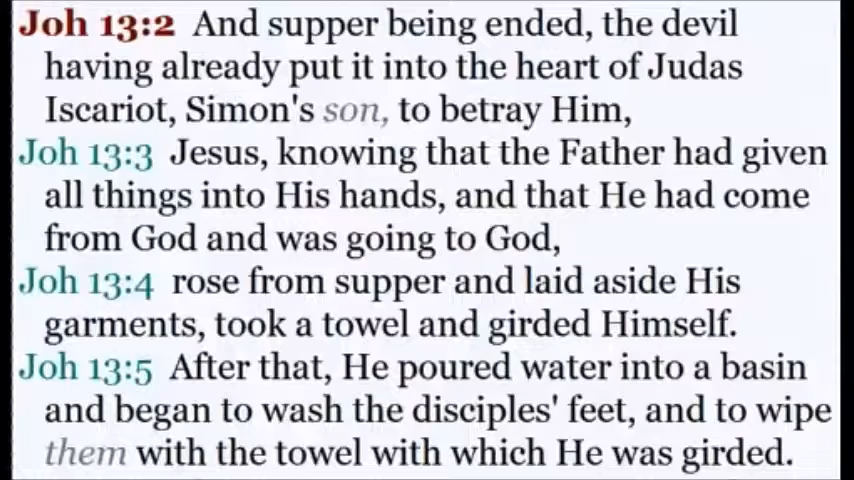 Joh 13:2 And supper being ended, the devil
having already put it into the heart of Judas
Iscariot, Simon's son, to betray Him,
Joh 13:3 Jesus, knowing that the Father had given
all things into His hands, and that He had come
from God and was going to God,
Joh 13:4 rose from supper and laid aside His
garments, took a towel and girded Himself.
Joh 13:5 After that, He poured water into a basin
and began to wash the disciples' feet, and to wipe
them with the towel with which He was girded.